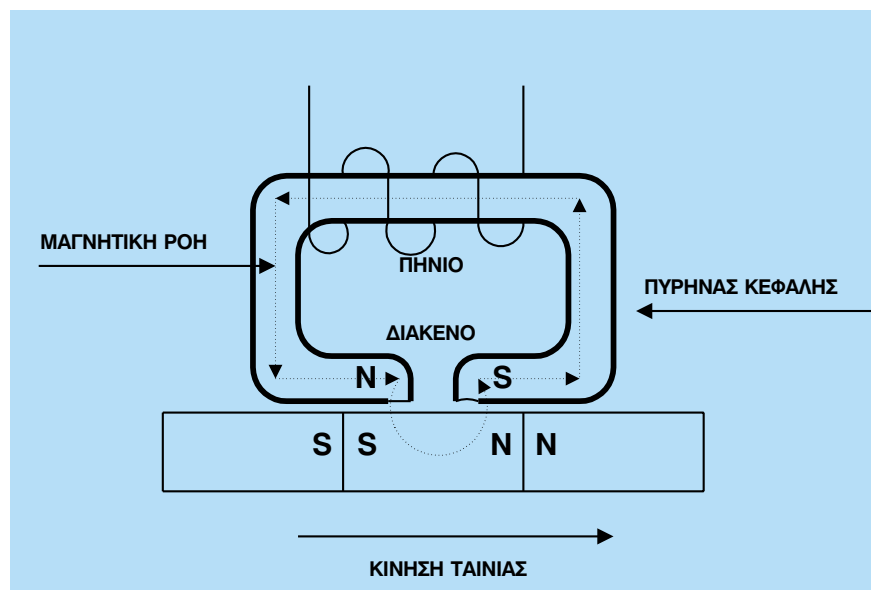 ΜΑΓΝΗΤΙΚΗ ΡΟΗ
ΠΗΝΙΟ
ΠΥΡΗΝΑΣ ΚΕΦΑΛΗΣ
ΔΙΑΚΕΝΟ
N S
S S N N
ΚΙΝΗΣΗ ΤΑΙΝΙΑΣ